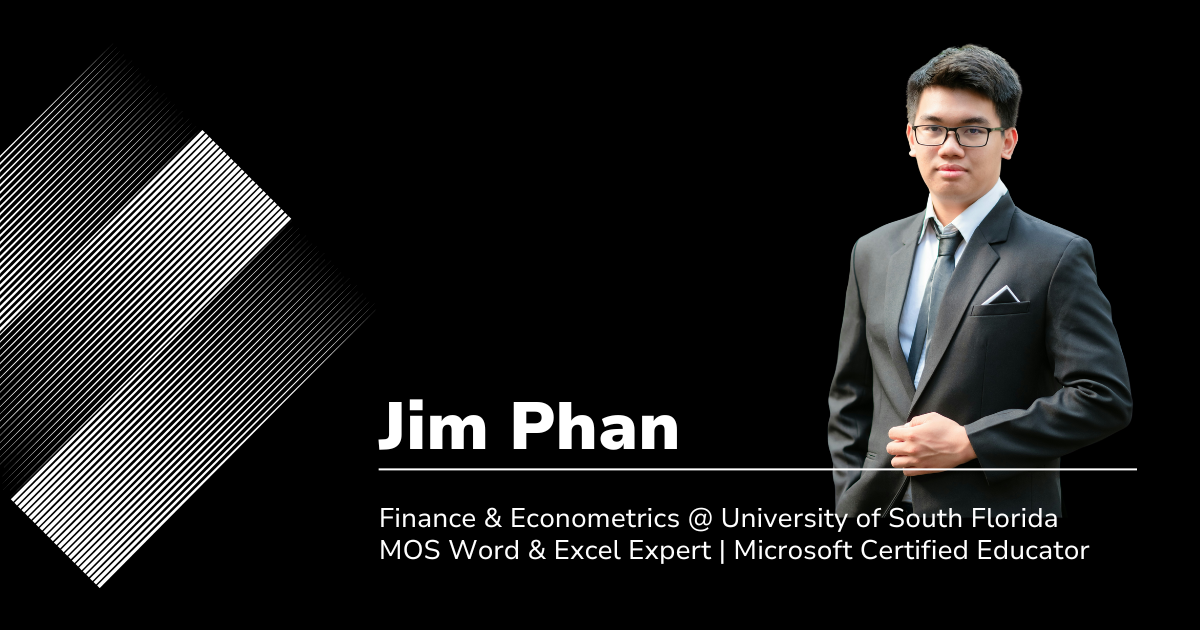 Jim Phan
Finance & Econometrics @ University of South Florida
MOS Word & Excel Expert | Microsoft Certified Educator